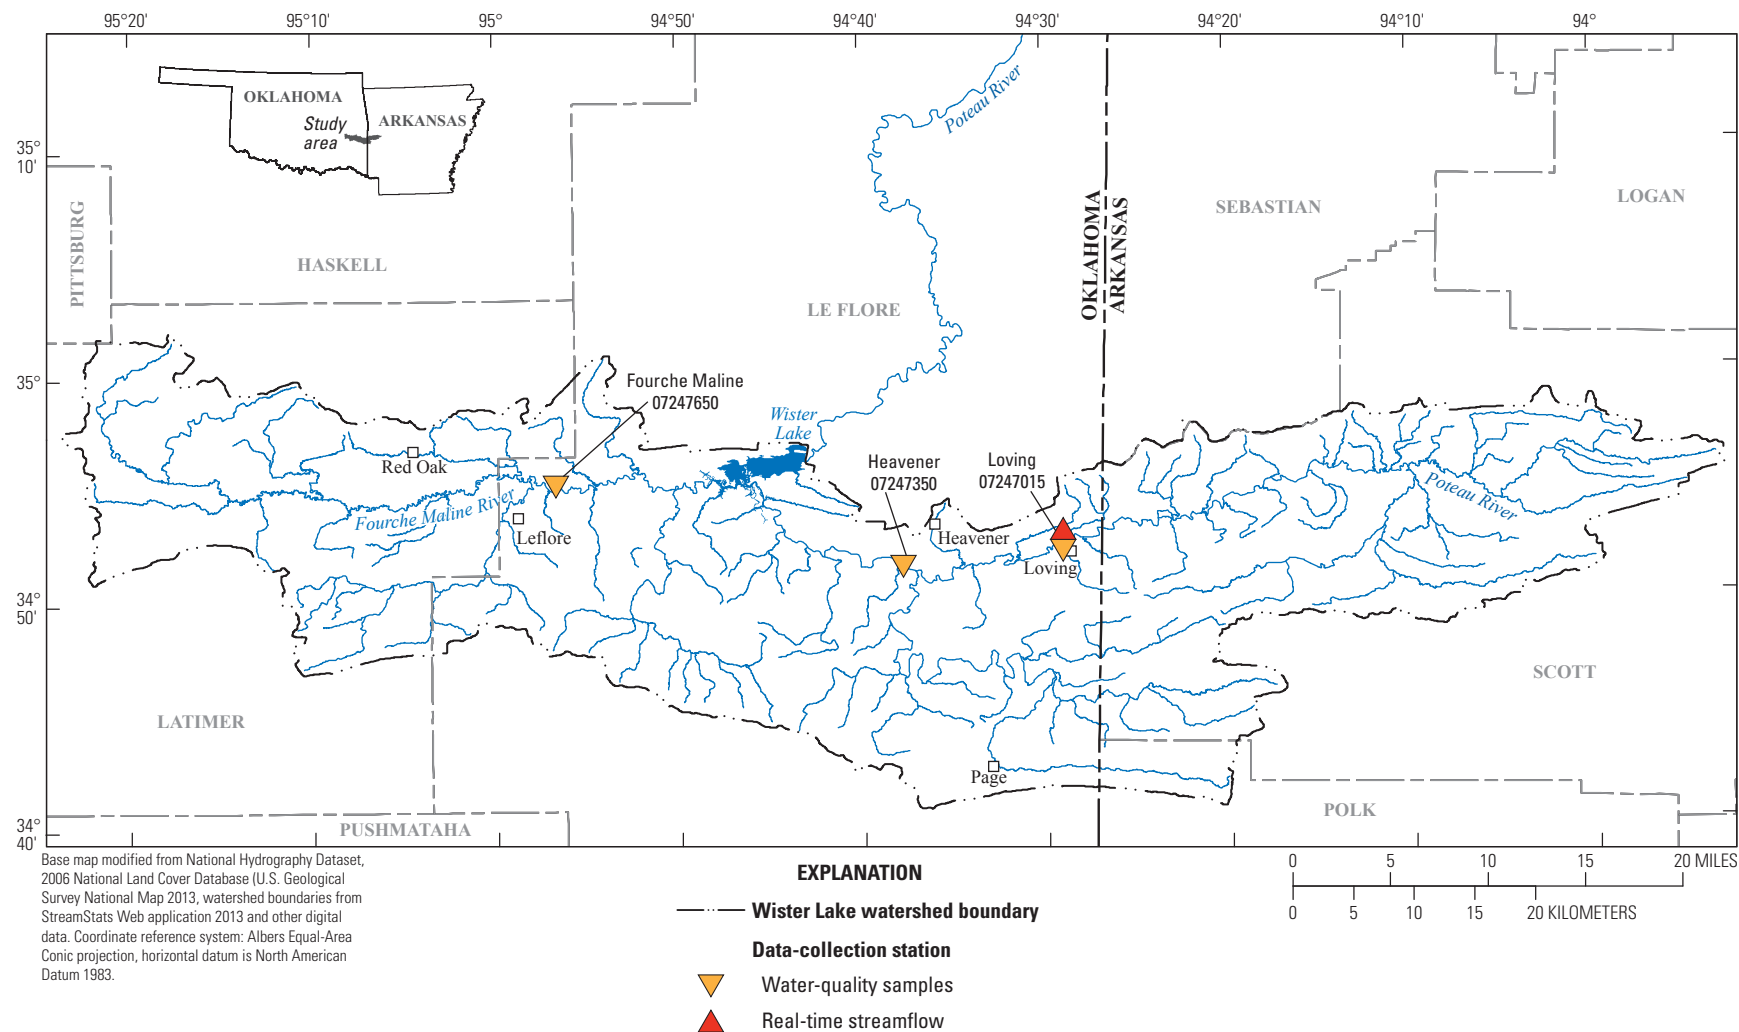 95°20'
95°10'
95°
94°50'
94°40'
94°30'
94°20'
94°10'
94°
35°
10'
35°
34°
50'
34°
40'
OKLAHOMA
ARKANSAS
Study
area
Poteau River
PITTSBURG
HASKELL
LE FLORE
OKLAHOMA
ARKANSAS
SEBASTIAN
LOGAN
Fourche Maline
07247650
Wister
Lake
Heavener
07247350
Loving
07247015
Red Oak
Fourche Maline River
Leflore
Heavener
Loving
Poteau River
Page
LATIMER
PUSHMATAHA
SCOTT
POLK
Base map modified from National Hydrography Dataset,
2006 National Land Cover Database (U.S. Geological
Survey National Map 2013, watershed boundaries from
StreamStats Web application 2013 and other digital
data. Coordinate reference system: Albers Equal-Area
Conic projection, horizontal datum is North American
Datum 1983.
EXPLANATION
Wister Lake watershed boundary
Data-collection station
Water-quality samples
Real-time streamflow
0 5 10 15 20 MILES
0 5 10 15 20 KILOMETERS